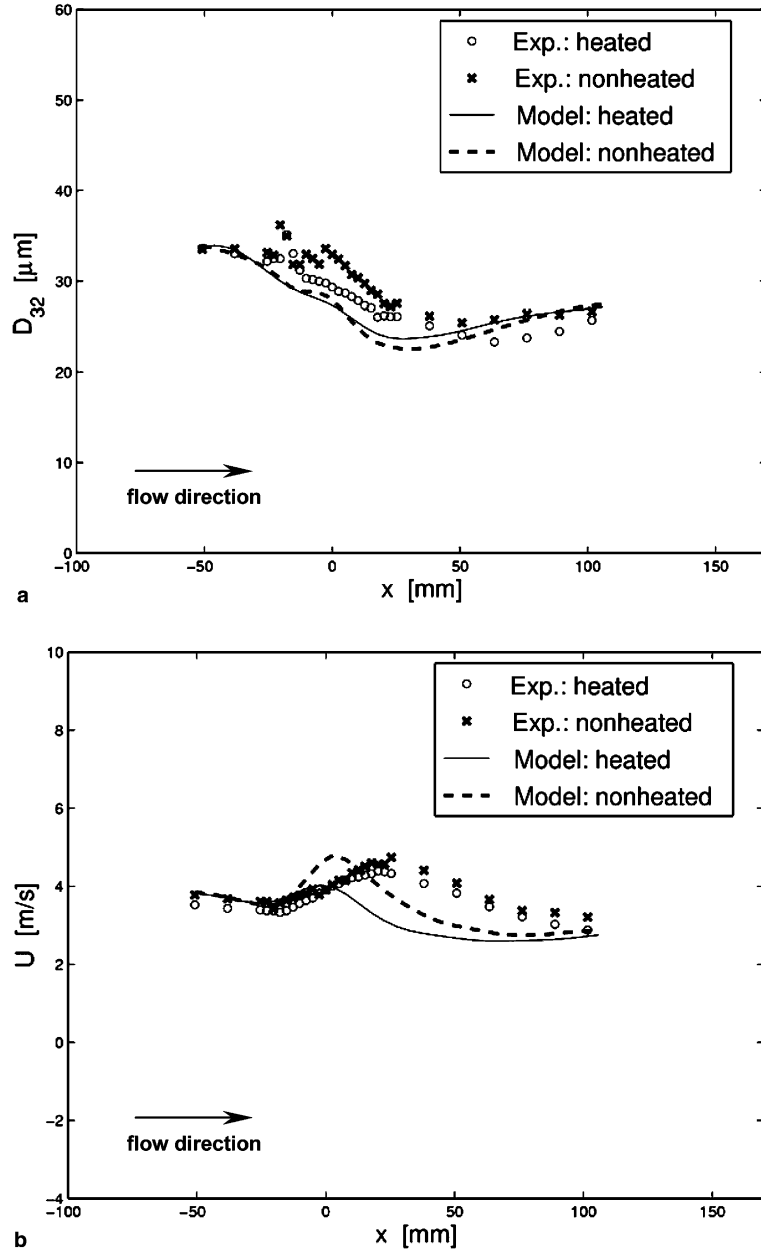 60
50
40
30
20
10
0
D32 [μm]
Exp.: heated
Exp.: nonheated
Model: heated
Model: nonheated
flow direction
-100 -50 0 50 100 150
x [mm]
a
10
8
6
4
2
0
-2
-4
U [m/s]
Exp.: heated
Exp.: nonheated
Model: heated
Model: nonheated
flow direction
-100 -50 0 50 100 150
x [mm]
b